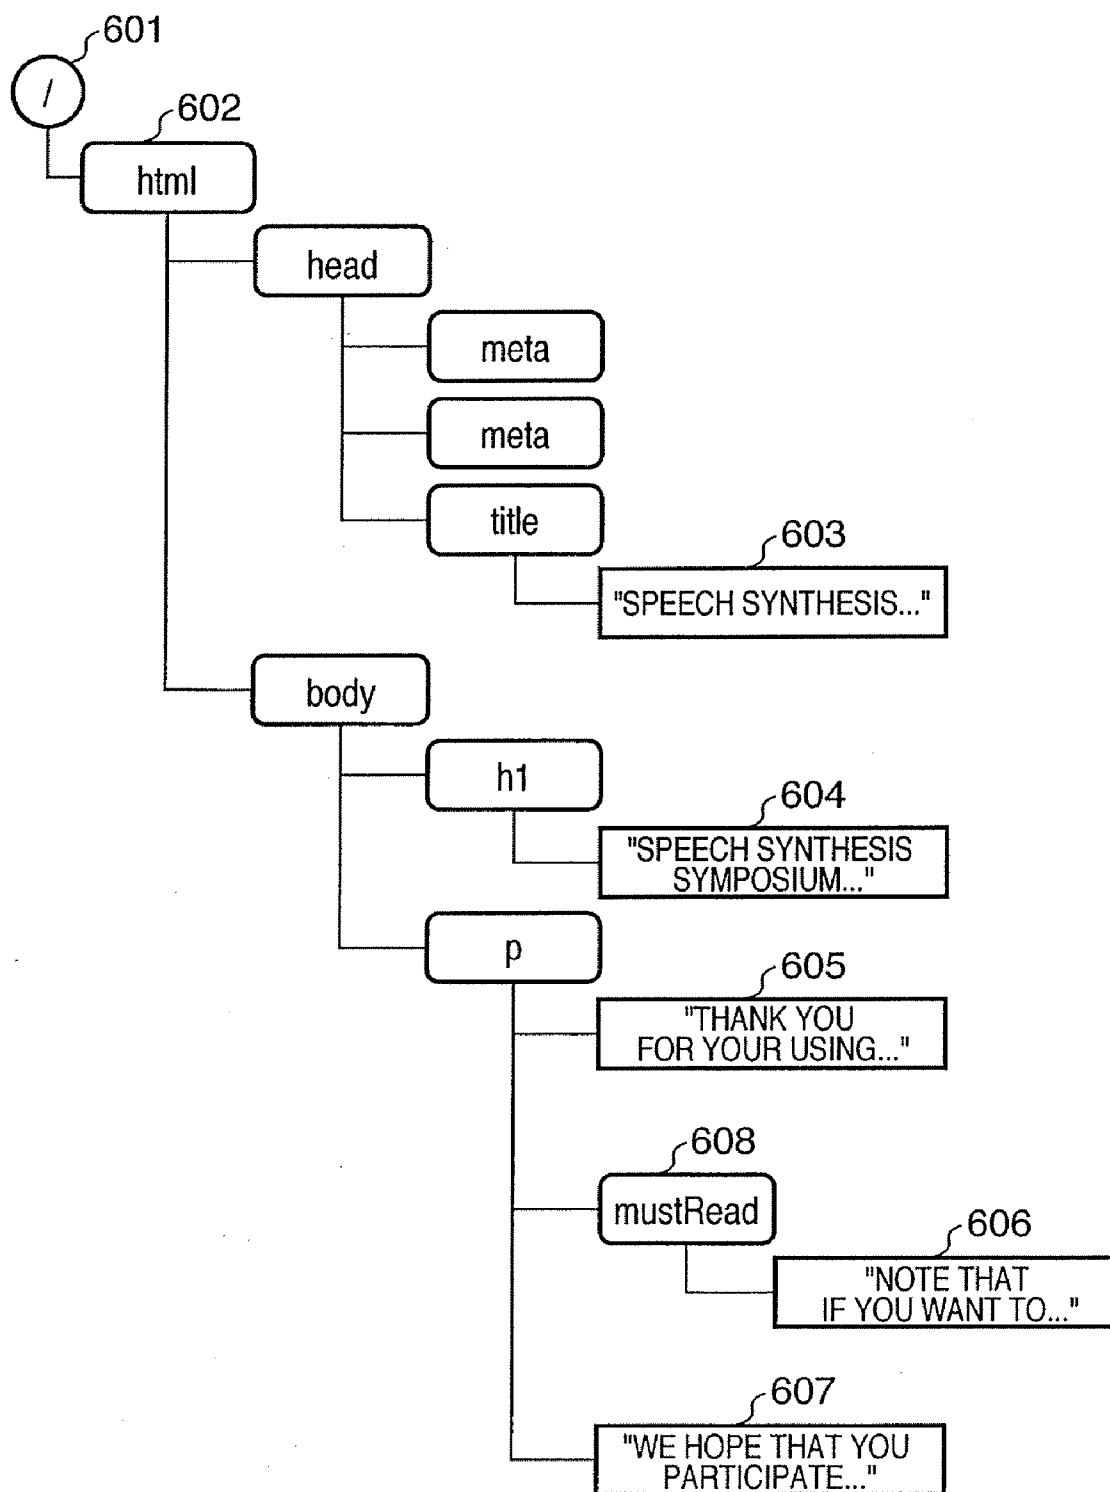 601
/
602
html
head
meta
meta
title
603
"SPEECH SYNTHESIS..."
body
h1
604
"SPEECH SYNTHESIS
SYMPOSIUM..."
p
605
"THANK YOU
FOR YOUR USING..."
608
mustRead
606
"NOTE THAT
IF YOU WANT TO..."
607
"WE HOPE THAT YOU
PARTICIPATE..."